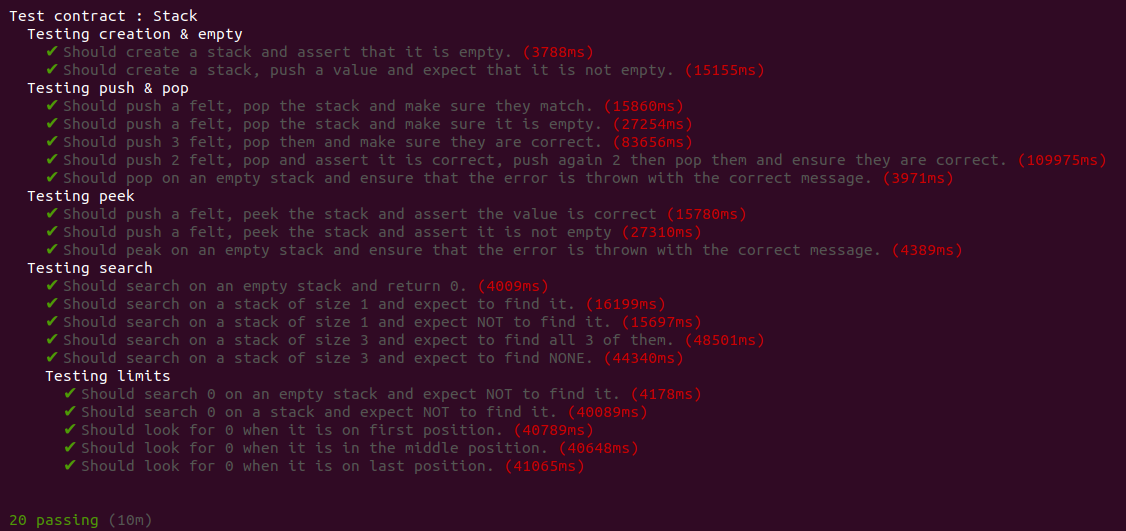 Test contract : Stack
Testing creation & empty
✔ Should create a stack and assert that it is empty. (3788ms)
✔ Should create a stack, push a value and expect that it is not empty. (15155ms)
Testing push & pop
✔ Should push a felt, pop the stack and make sure they match. (15860ms)
✔ Should push a felt, pop the stack and make sure it is empty. (27254ms)
✔ Should push 3 felt, pop them and make sure they are correct. (83656ms)
✔ Should push 2 felt, pop and assert it is correct, push again 2 then pop them and ensure they are correct. (109975ms)
✔ Should pop on an empty stack and ensure that the error is thrown with the correct message. (3971ms)
Testing peek
✔ Should push a felt, peek the stack and assert the value is correct (15780ms)
✔ Should push a felt, peek the stack and assert it is not empty (27310ms)
✔ Should peak on an empty stack and ensure that the error is thrown with the correct message. (4389ms)
Testing search
✔ Should search on an empty stack and return 0. (4009ms)
✔ Should search on a stack of size 1 and expect to find it. (16199ms)
✔ Should search on a stack of size 1 and expect NOT to find it. (15697ms)
✔ Should search on a stack of size 3 and expect to find all 3 of them. (48501ms)
✔ Should search on a stack of size 3 and expect to find NONE. (44340ms)
Testing limits
✔ Should search 0 on an empty stack and expect NOT to find it. (4178ms)
✔ Should search 0 on a stack and expect NOT to find it. (40089ms)
✔ Should look for 0 when it is on first position. (40789ms)
✔ Should look for 0 when it is in the middle position. (40648ms)
✔ Should look for 0 when it is on last position. (41065ms)
20 passing (10m)